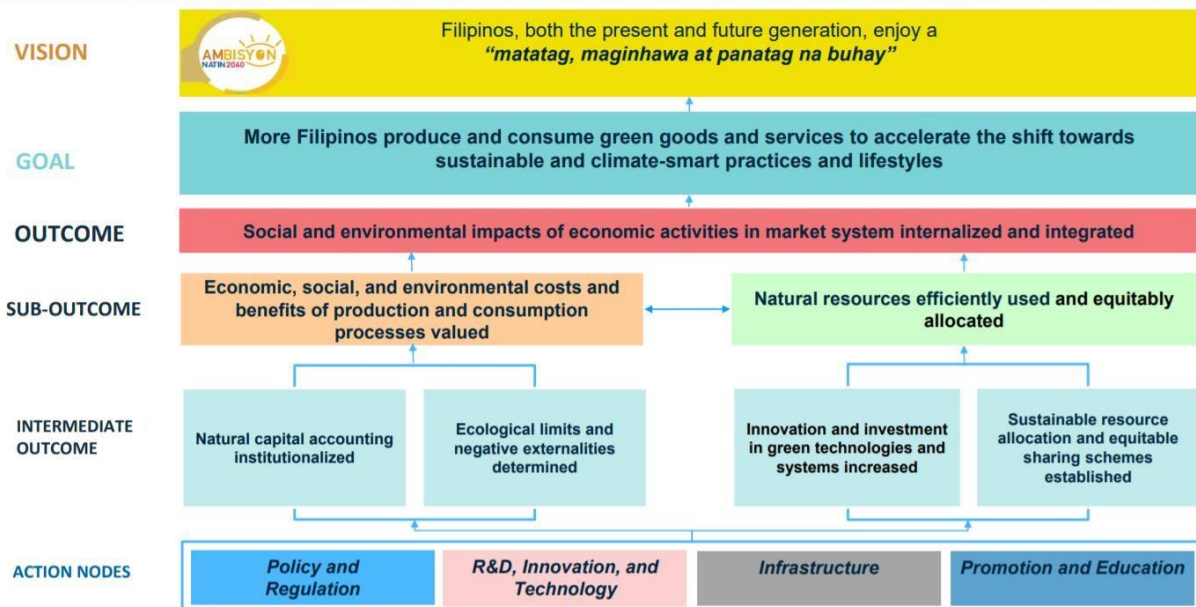 VISION
AMBISYON
NATIN 2040
Filipinos, both the present and future generation, enjoy a
“matatag, maginhawa at panatag na buhay”
GOAL
More Filipinos produce and consume green goods and services to accelerate the shift towards
sustainable and climate-smart practices and lifestyles
OUTCOME
Social and environmental impacts of economic activities in market system internalized and integrated
SUB-OUTCOME
Economic, social, and environmental costs and
benefits of production and consumption
processes valued
Natural resources efficiently used and equitably
allocated
INTERMEDIATE
OUTCOME
Natural capital accounting
institutionalized
Ecological limits and
negative externalities
determined
Innovation and investment
in green technologies and
systems increased
Sustainable resource
allocation and equitable
sharing schemes
established
ACTION NODES
Policy and
Regulation
R&D, Innovation, and
Technology
Infrastructure
Promotion and Education